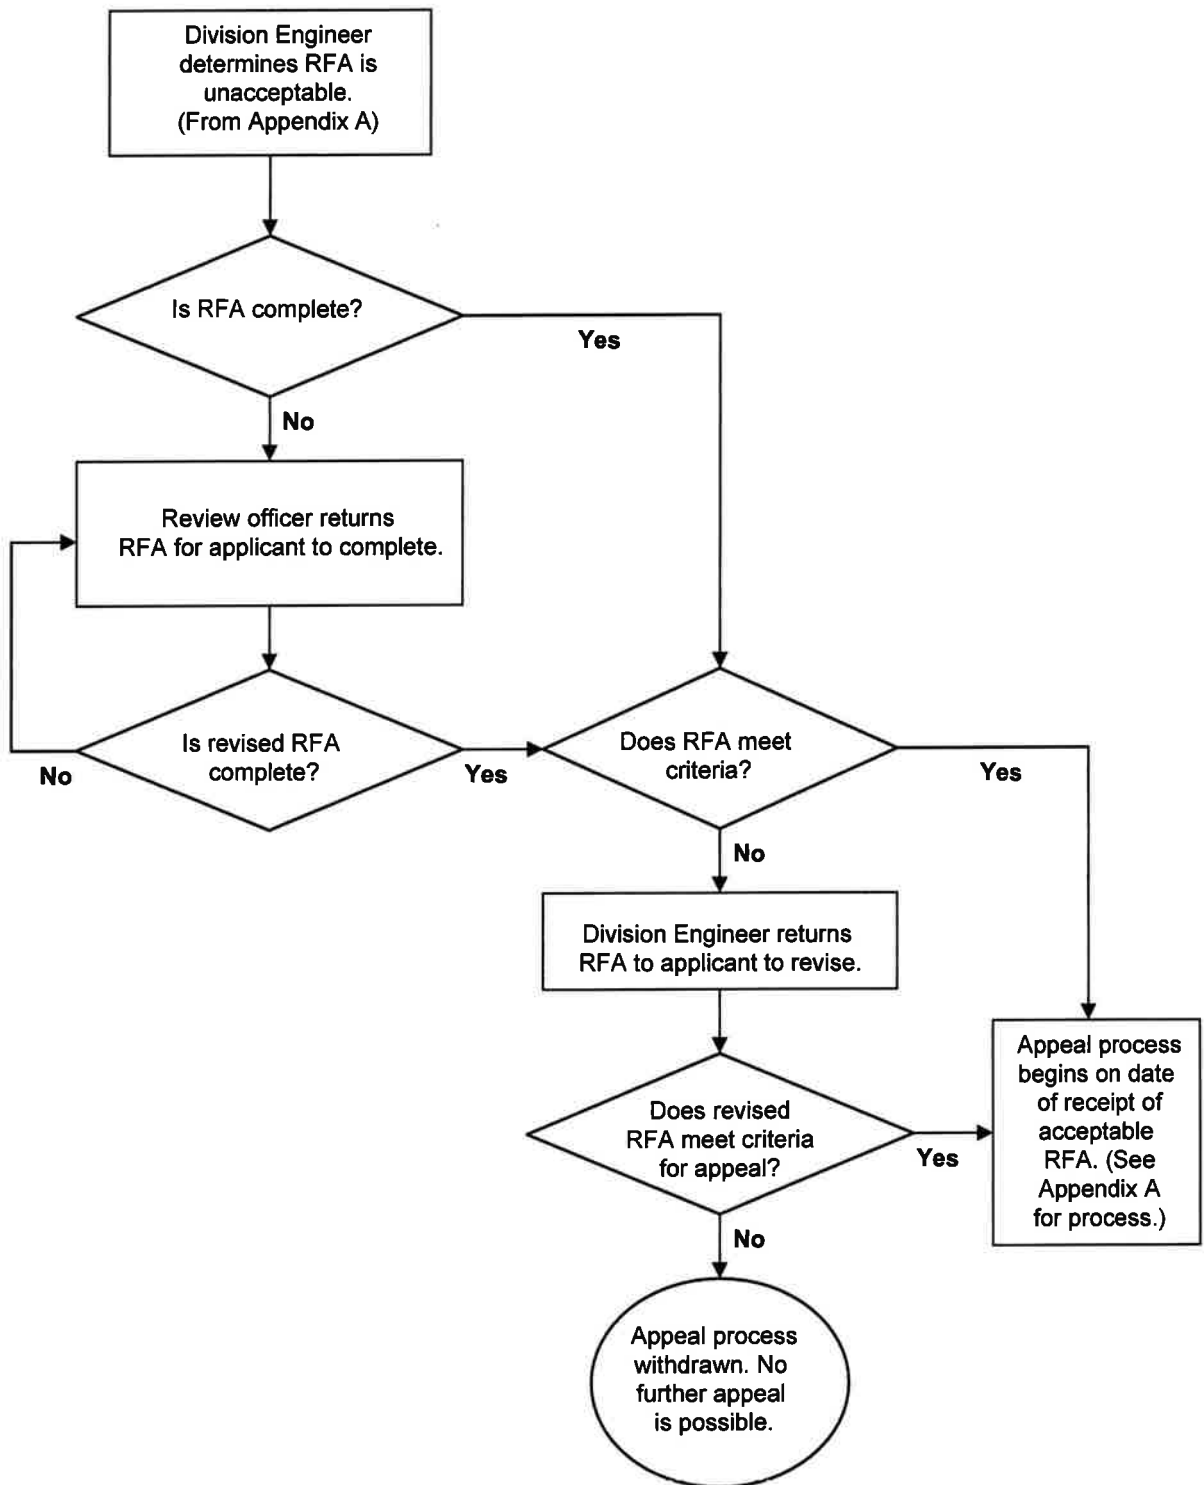 Division Engineer
determines RFA is
unacceptable.
(From Appendix A)
Is RFA complete?
Yes
No
Review officer returns
RFA for applicant to complete.
Is revised RFA
complete?
No
Yes
Does RFA meet
criteria?
Yes
No
Division Engineer returns
RFA to applicant to revise.
Does revised
RFA meet criteria
for appeal?
Yes
Appeal process
begins on date
of receipt of
acceptable
RFA. (See
Appendix A
for process.)
No
Appeal process
withdrawn. No
further appeal
is possible.